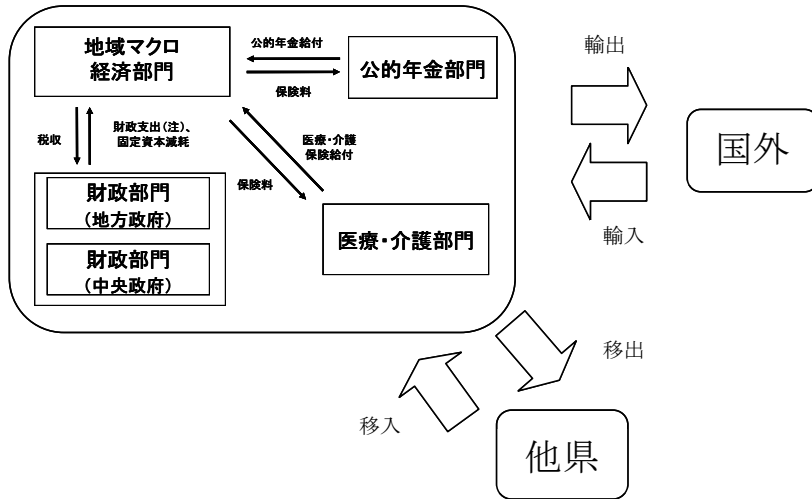 地域マクロ
経済部門
公的年金給付
保険料
公的年金部門
税収
財政支出(注)、
固定資本減耗
保険料
医療・介護
保険給付
財政部門
(地方政府)
財政部門
(中央政府)
医療・介護部門
輸出
国外
輸入
移出
移入
他県